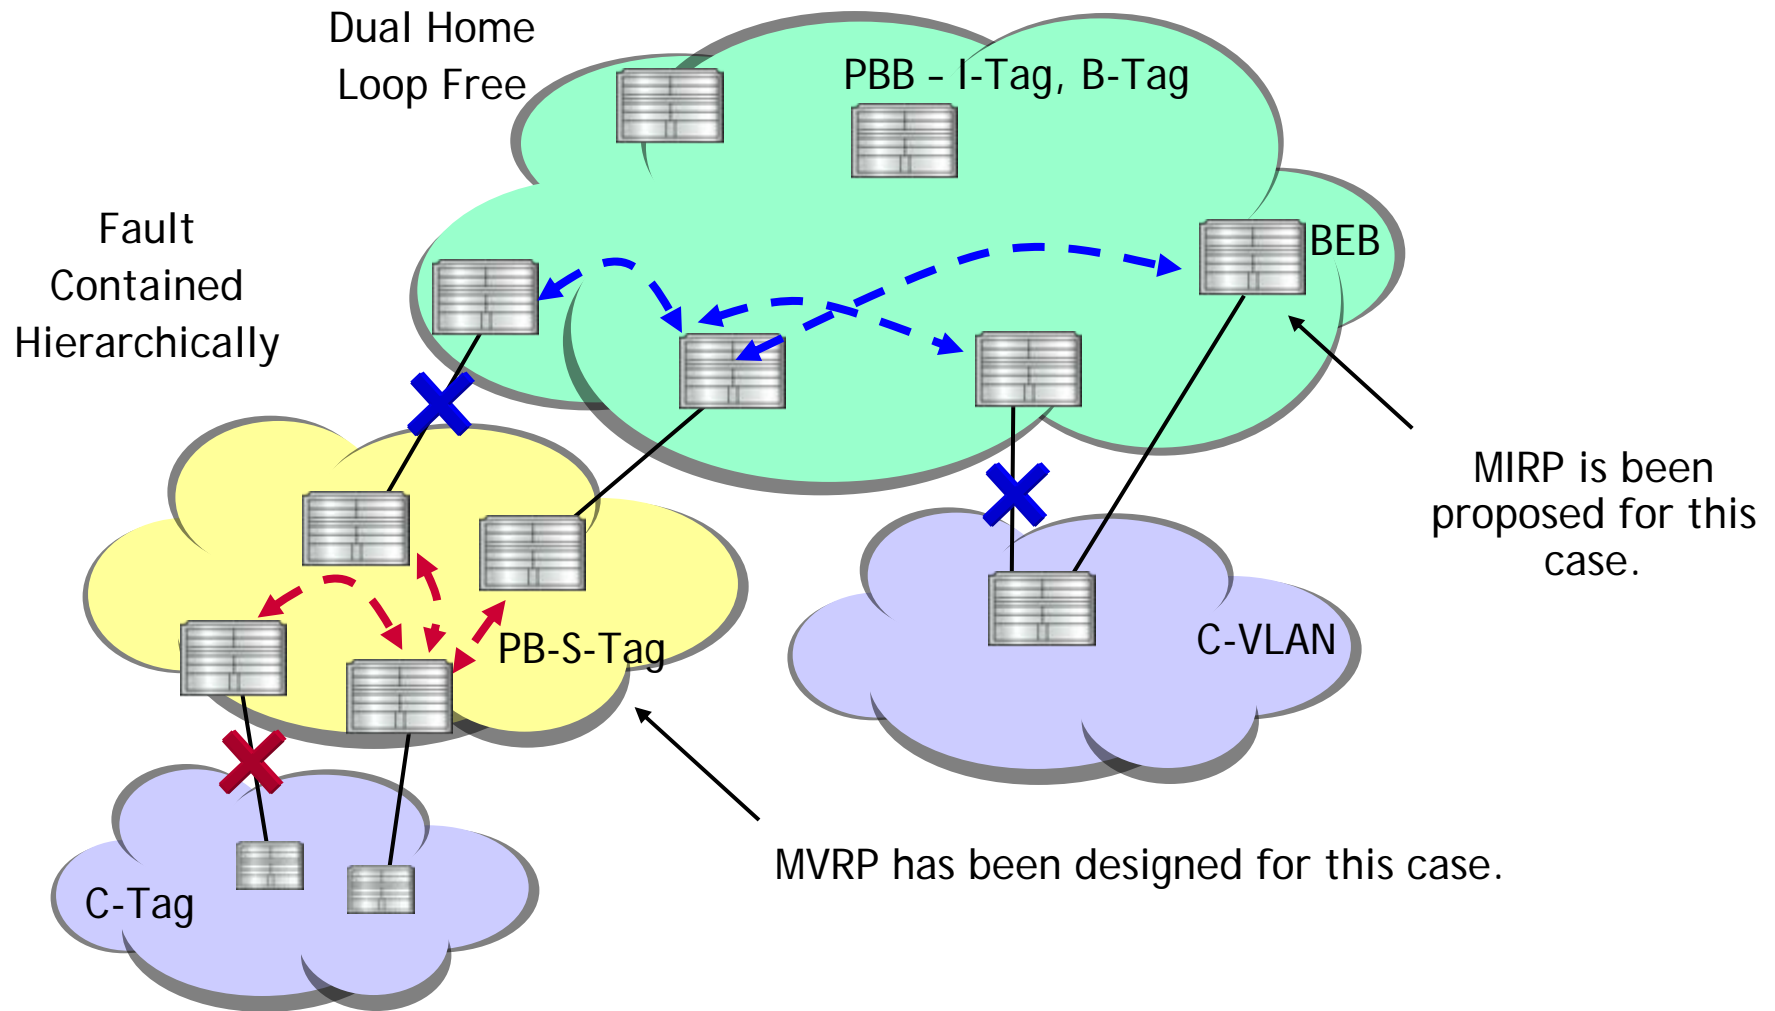 Dual Home
Loop Free
PBB – I-Tag, B-Tag
Fault
Contained
Hierarchically
BEB
MIRP is been
proposed for this
case.
PB-S-Tag
C-VLAN
MVRP has been designed for this case.
C-Tag